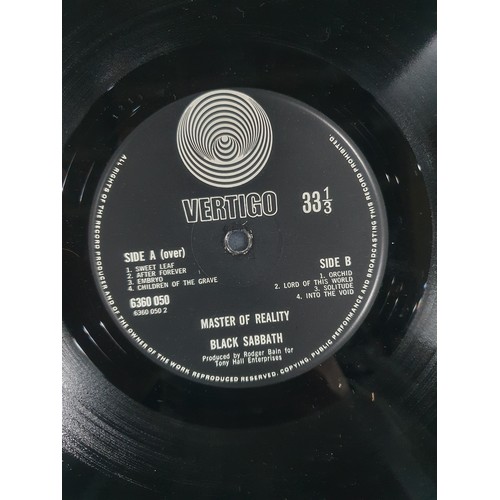 VERTIGO
33 1/3
SIDE A (over)
1. SWEET LEAF
2. AFTER FOREVER
3. EMBRYO
4. CHILDREN OF THE GRAVE
6360 050
6360 050 2
SIDE B
1. ORCHID
2. LORD OF THIS WORLD
3. SOLITUDE
4. INTO THE VOID
MASTER OF REALITY
BLACK SABBATH
Produced by Rodger Bain for
Tony Hall Enterprises
ALL RIGHTS OF THE RECORD PRODUCER AND OF THE OWNER OF THE WORK REPRODUCED RESERVED. COPYING, PUBLIC PERFORMANCE AND BROADCASTING THIS RECORD PROHIBITED.